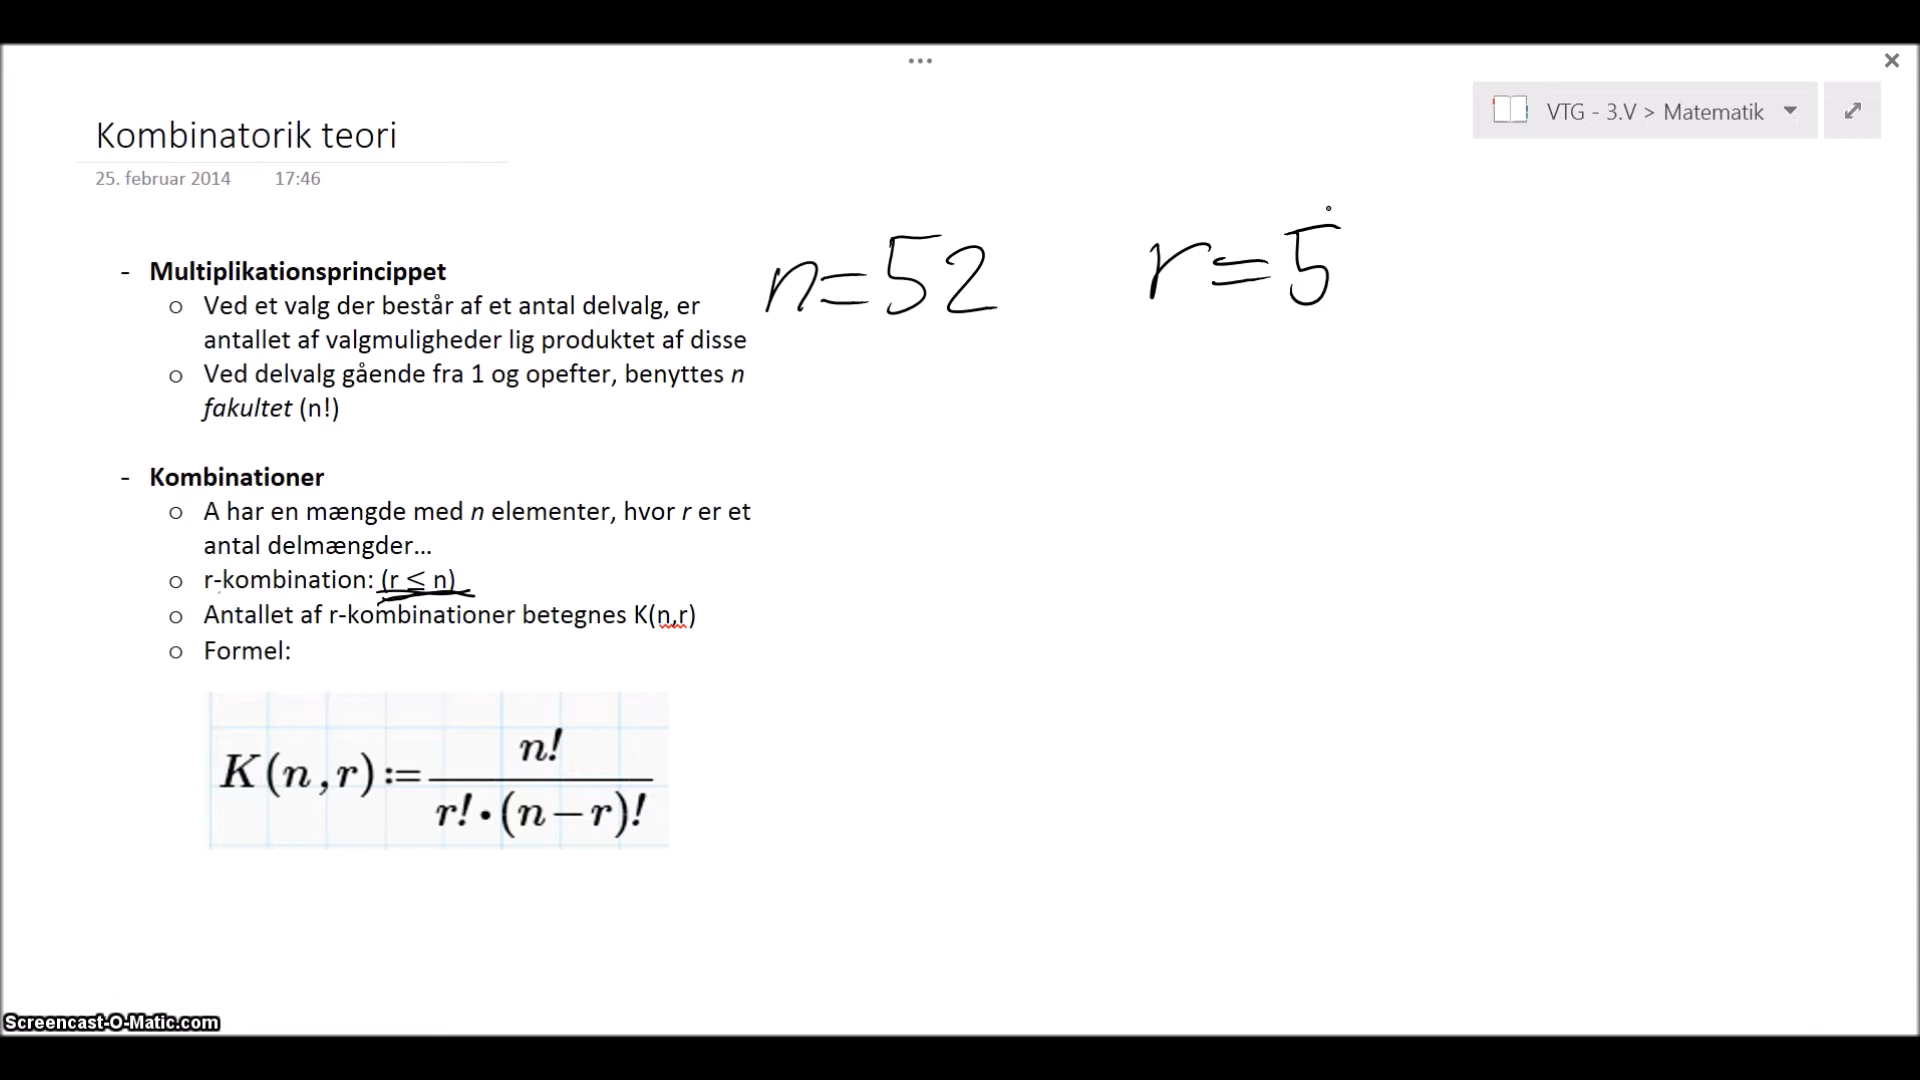 ...
VTG - 3.V > Matematik
Kombinatorik teori
25. februar 2014 17:46
n=52 r=5
- Multiplikationsprincippet
o Ved et valg der består af et antal delvalg, er
antallet af valgmuligheder lig produktet af disse
o Ved delvalg gående fra 1 og opefter, benyttes n
fakultet (n!)
- Kombinationer
o A har en mængde med n elementer, hvor r er et
antal delmængder...
o r-kombination: (r ≤ n)
o Antallet af r-kombinationer betegnes K(n,r)
o Formel:
n!
K(n,r):=
r!•(n-r)!
Screencast-O-Matic.com